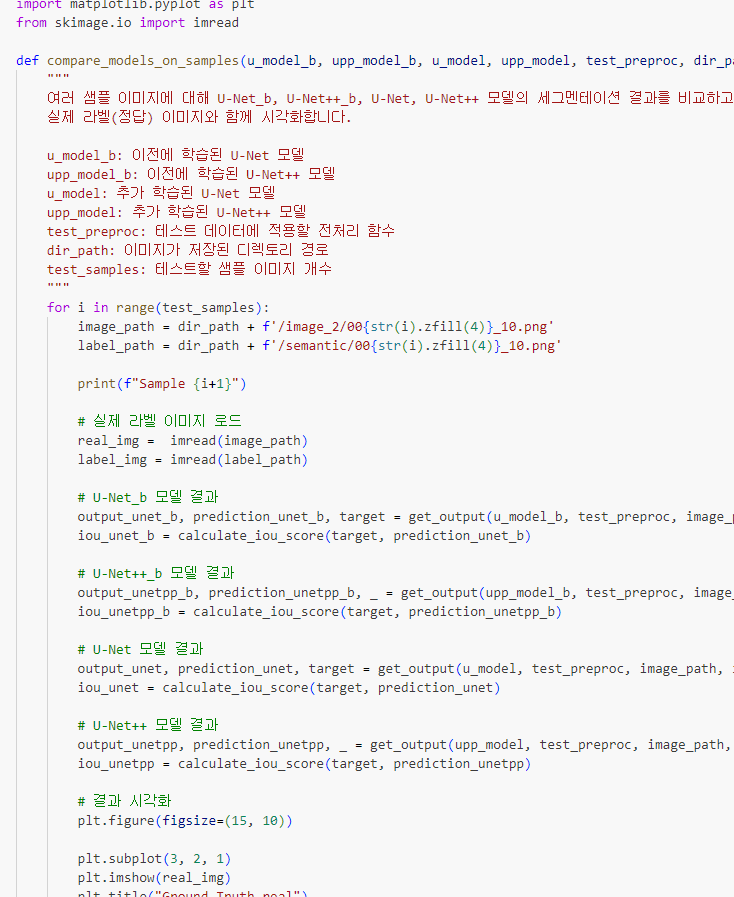 import matplotlib.pyplot as plt
from skimage.io import imread
def compare_models_on_samples(u_model_b, upp_model_b, u_model, upp_model, test_preproc, dir_pa
"""
여러 샘플 이미지에 대해 U-Net_b, U-Net++_b, U-Net, U-Net++ 모델의 세그멘테이션 결과를 비교하고
실제 라벨(정답) 이미지와 함께 시각화합니다.
u_model_b: 이전에 학습된 U-Net 모델
upp_model_b: 이전에 학습된 U-Net++ 모델
u_model: 추가 학습된 U-Net 모델
upp_model: 추가 학습된 U-Net++ 모델
test_preproc: 테스트 데이터에 적용할 전처리 함수
dir_path: 이미지가 저장된 디렉토리 경로
test_samples: 테스트할 샘플 이미지 개수
"""
for i in range(test_samples):
image_path = dir_path + f'/image_2/00{str(i).zfill(4)}_10.png'
label_path = dir_path + f'/semantic/00{str(i).zfill(4)}_10.png'
print(f"Sample {i+1}")
# 실제 라벨 이미지 로드
real_img =  imread(image_path)
label_img = imread(label_path)
# U-Net_b 모델 결과
output_unet_b, prediction_unet_b, target = get_output(u_model_b, test_preproc, image_
iou_unet_b = calculate_iou_score(target, prediction_unet_b)
# U-Net++_b 모델 결과
output_unetpp_b, prediction_unetpp_b, _ = get_output(upp_model_b, test_preproc, image_
iou_unetpp_b = calculate_iou_score(target, prediction_unetpp_b)
# U-Net 모델 결과
output_unet, prediction_unet, target = get_output(u_model, test_preproc, image_path,
iou_unet = calculate_iou_score(target, prediction_unet)
# U-Net++ 모델 결과
output_unetpp, prediction_unetpp, _ = get_output(upp_model, test_preproc, image_path,
iou_unetpp = calculate_iou_score(target, prediction_unetpp)
# 결과 시각화
plt.figure(figsize=(15, 10))
plt.subplot(3, 2, 1)
plt.imshow(real_img)
plt.title("Ground Truth real")